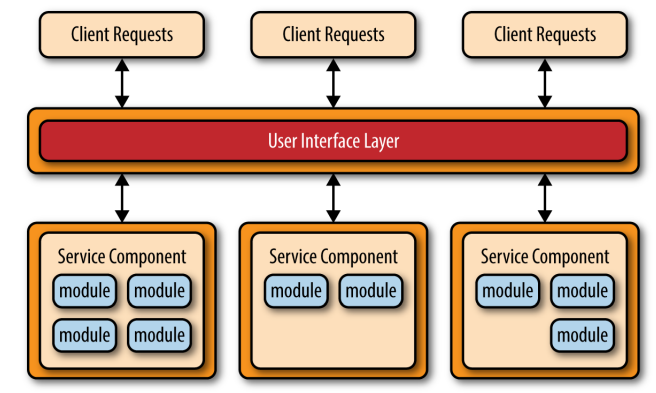 Client Requests
Client Requests
Client Requests
User Interface Layer
Service Component
module module
module module
Service Component
module module
Service Component
module module
module